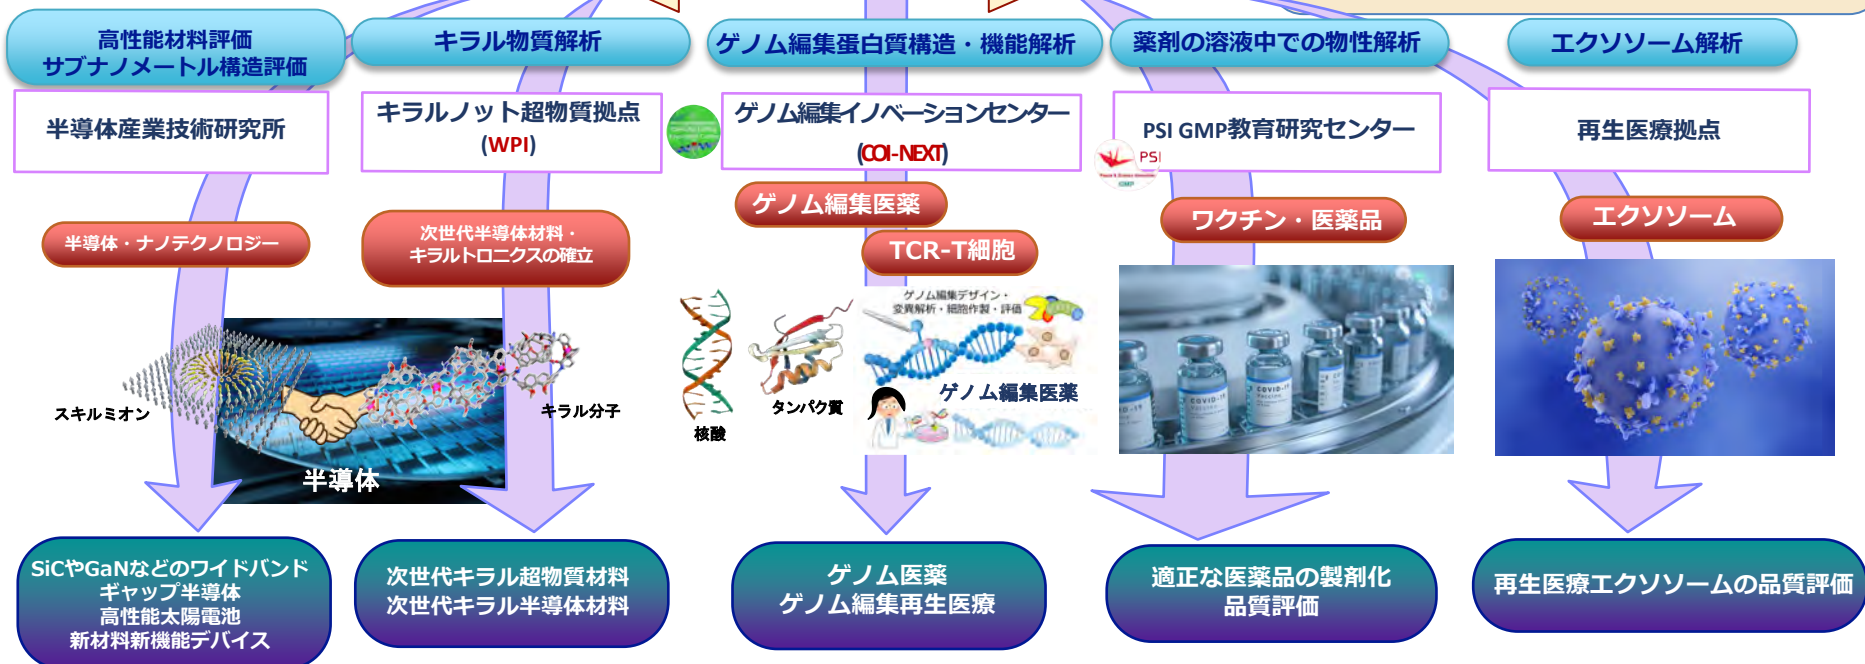 高性能材料評価
サブナノメートル構造評価
キラル物質解析
ゲノム編集蛋白質構造・機能解析
薬剤の溶液中での物性解析
エクソソーム解析
半導体産業技術研究所
キラルノット超物質拠点
(WPI)
ゲノム編集イノベーションセンター
(COI-NEXT)
PSI GMP教育研究センター
PSI
GMP
再生医療拠点
半導体・ナノテクノロジー
次世代半導体材料・
キラルトロニクスの確立
ゲノム編集医薬
TCR-T細胞
ワクチン・医薬品
エクソソーム
スキルミオン
キラル分子
半導体
核酸
タンパク質
ゲノム編集デザイン・
変異解析・細胞作製・評価
ゲノム編集医薬
COVID-19
Vaccine
COVID-19
Vaccine
SiCやGaNなどのワイドバンド
ギャップ半導体
高性能太陽電池
新材料新機能デバイス
次世代キラル超物質材料
次世代キラル半導体材料
ゲノム医薬
ゲノム編集再生医療
適正な医薬品の製剤化
品質評価
再生医療エクソソームの品質評価